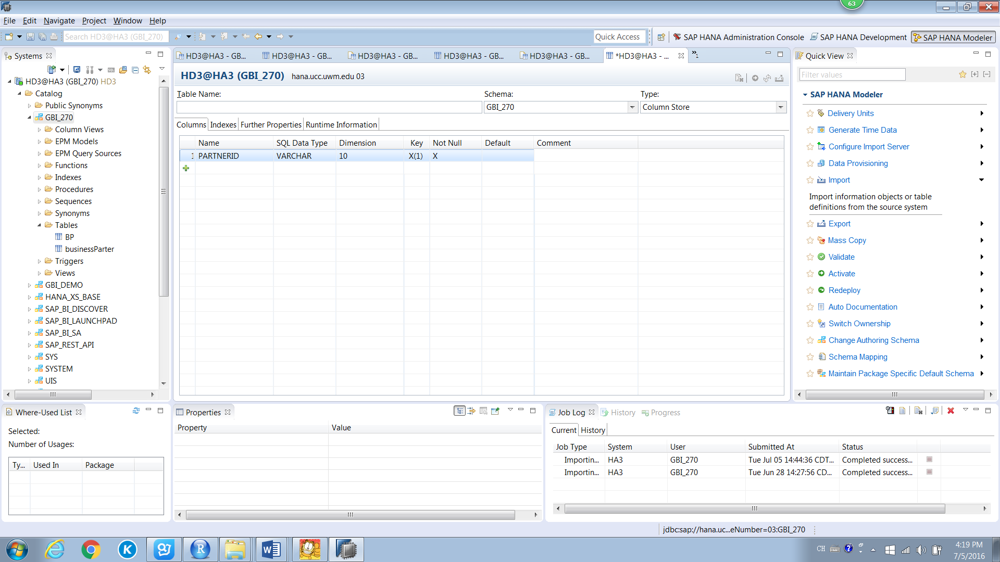 63
File Edit Navigate Project Window Help
Search HD3@HA3 (GBI_270)
Quick Access
SAP HANA Administration Console
SAP HANA Development
SAP HANA Modeler
Systems
HD3@HA3 (GBI_270) HD3
Catalog
Public Synonyms
GBI_270
Column Views
EPM Models
EPM Query Sources
Functions
Indexes
Procedures
Sequences
Synonyms
Tables
BP
businessParter
Triggers
Views
GBI_DEMO
HANA_XS_BASE
SAP_BI_DISCOVER
SAP_BI_LAUNCHPAD
SAP_BI_SA
SAP_REST_API
SYS
SYSTEM
UIS
HD3@HA3 - GB... HD3@HA3 - GB... HD3@HA3 - GB... HD3@HA3 - GB... HD3@HA3 - GB... *HD3@HA3 - ... »1
HD3@HA3 (GBI_270) hana.ucc.uwm.edu 03
Table Name: Schema: Type:
GBI_270 Column Store
Columns Indexes Further Properties Runtime Information
Name SQL Data Type Dimension Key Not Null Default Comment
1 PARTNERID VARCHAR 10 X(1) X
Quick View
Filter values
SAP HANA Modeler
Delivery Units
Generate Time Data
Configure Import Server
Data Provisioning
Import
Import information objects or table
definitions from the source system
Export
Mass Copy
Validate
Activate
Redeploy
Auto Documentation
Switch Ownership
Change Authoring Schema
Schema Mapping
Maintain Package Specific Default Schema
Where-Used List
Selected:
Number of Usages:
Ty... Used In Package
Properties
Property Value
Job Log History Progress
Current History
Job Type System User Submitted At Status
Importin... HA3 GBI_270 Tue Jul 05 14:44:36 CDT... Completed success...
Importin... HA3 GBI_270 Tue Jun 28 14:27:56 CD... Completed success...
jdbc:sap://hana.uc...eNumber=03:GBI_270
CH
4:19 PM
7/5/2016